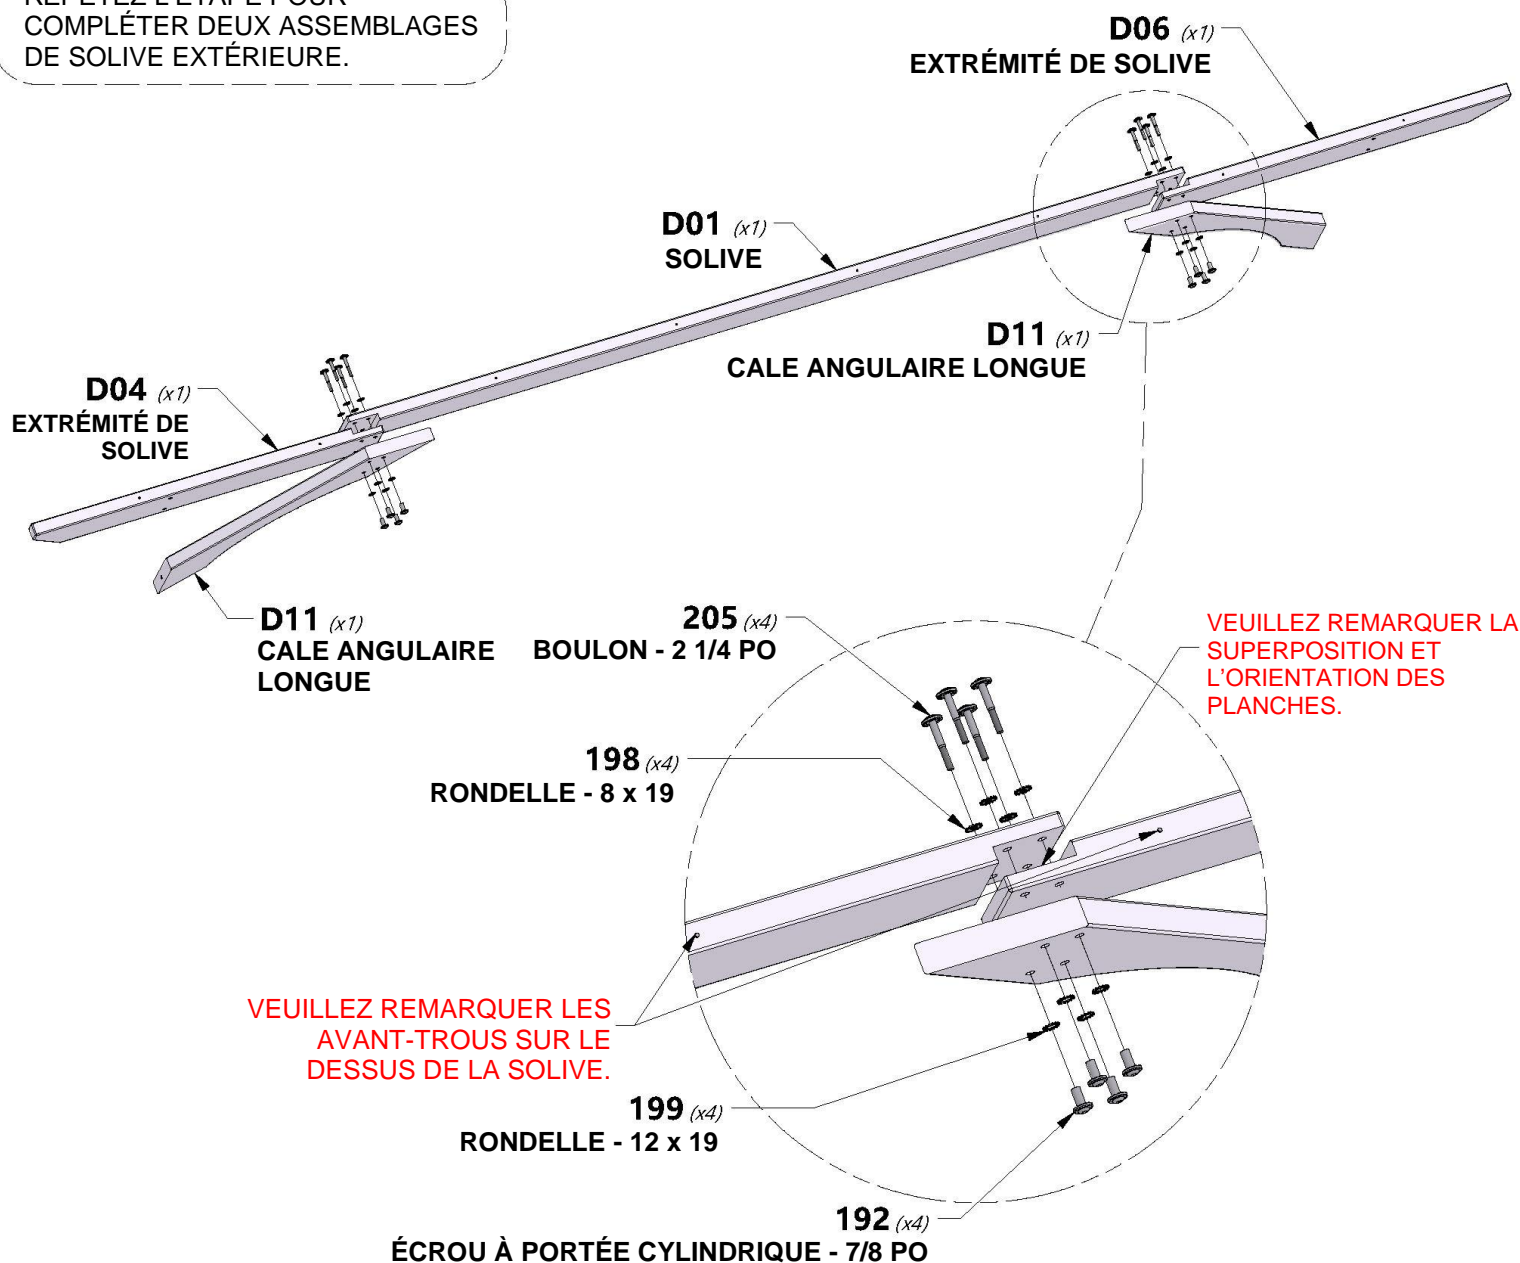 RÉPÉTEZ L'ÉTAPE POUR
COMPLÉTER DEUX ASSEMBLAGES
DE SOLIVE EXTÉRIEURE.
D06 (x1)
EXTRÉMITÉ DE SOLIVE
D01 (x1)
SOLIVE
D11 (x1)
CALE ANGULAIRE LONGUE
D04 (x1)
EXTRÉMITÉ DE
SOLIVE
D11 (x1)
CALE ANGULAIRE
LONGUE
205 (x4)
BOULON - 2 1/4 PO
VEUILLEZ REMARQUER LA
SUPERPOSITION ET
L'ORIENTATION DES
PLANCHES.
198 (x4)
RONDELLE - 8 x 19
VEUILLEZ REMARQUER LES
AVANT-TROUS SUR LE
DESSUS DE LA SOLIVE.
199 (x4)
RONDELLE - 12 x 19
192 (x4)
ÉCROU À PORTÉE CYLINDRIQUE - 7/8 PO